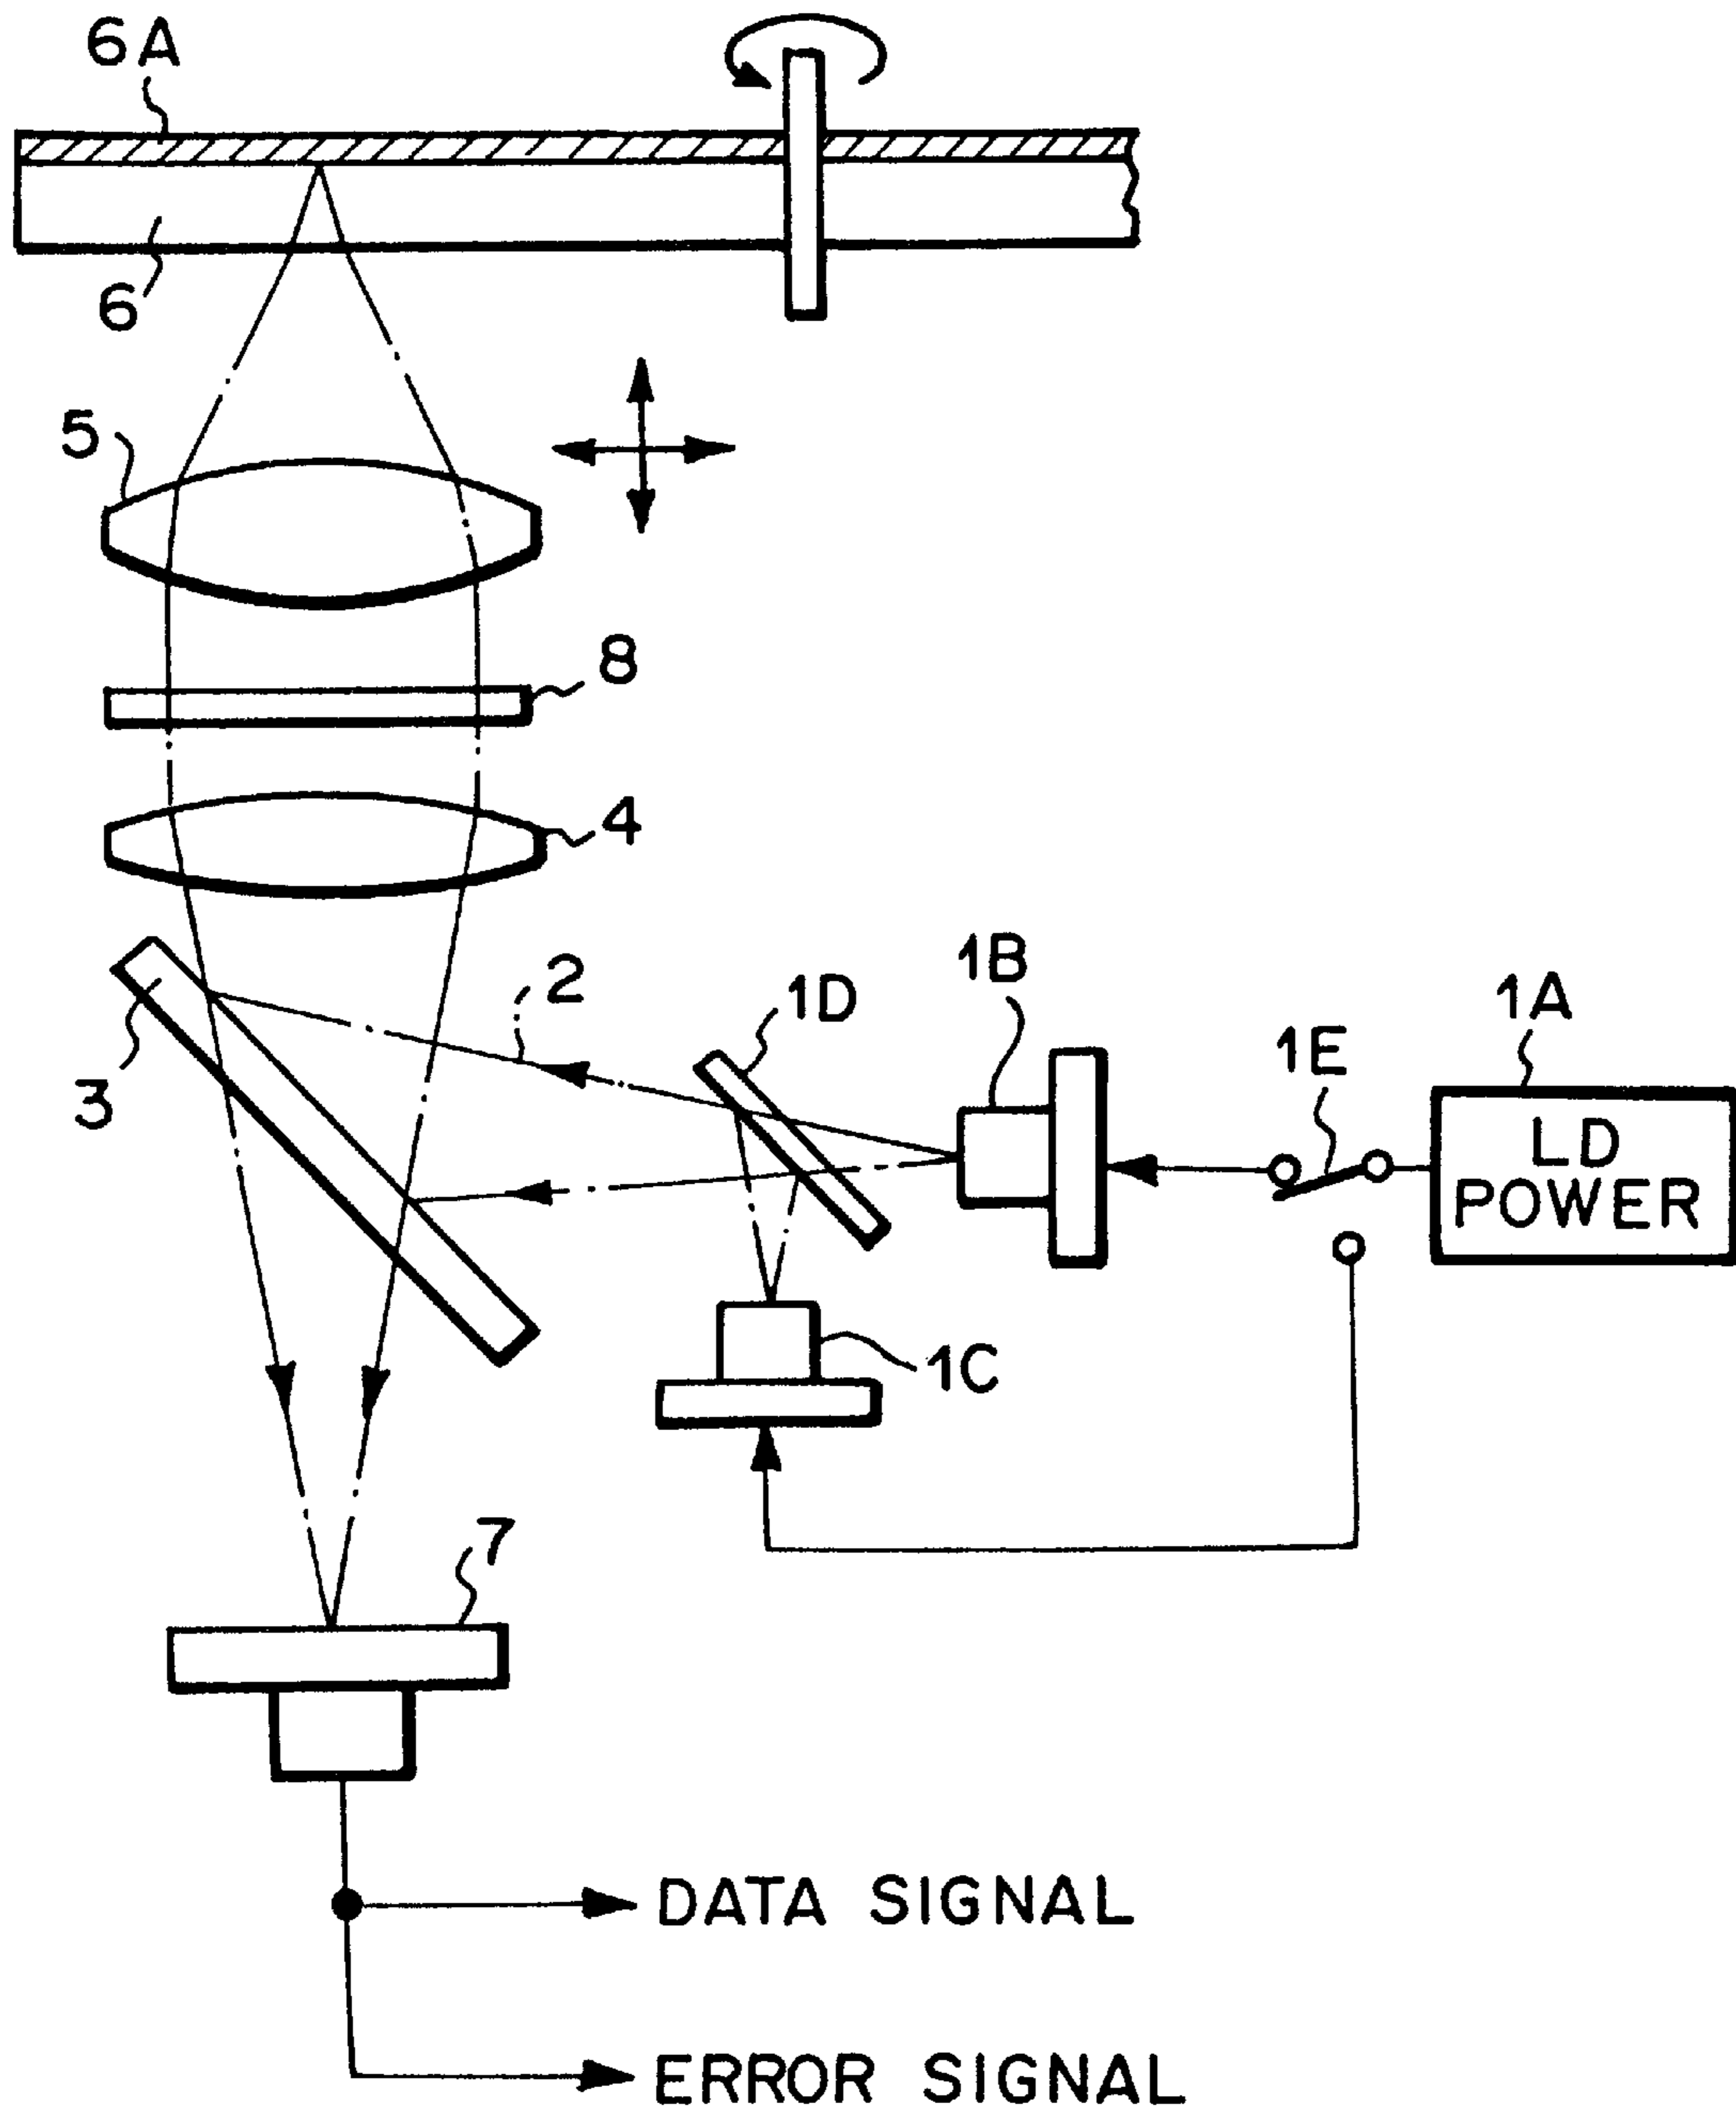 6A
6
5
8
4
2
1D
1B
1E
1A
LD
POWER
3
1C
7
DATA SIGNAL
ERROR SIGNAL